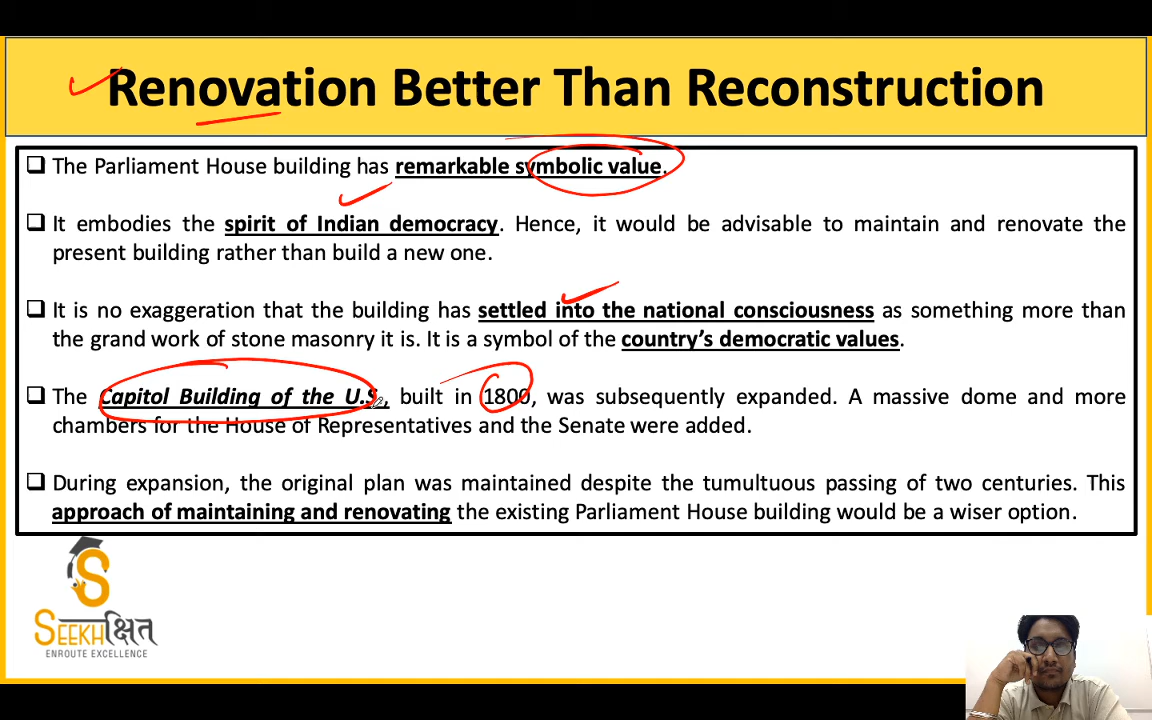 Renovation Better Than Reconstruction
❑ The Parliament House building has remarkable symbolic value.
❑ It embodies the spirit of Indian democracy. Hence, it would be advisable to maintain and renovate the
present building rather than build a new one.
❑ It is no exaggeration that the building has settled into the national consciousness as something more than
the grand work of stone masonry it is. It is a symbol of the country’s democratic values.
❑ The Capitol Building of the U.S., built in 1800, was subsequently expanded. A massive dome and more
chambers for the House of Representatives and the Senate were added.
❑ During expansion, the original plan was maintained despite the tumultuous passing of two centuries. This
approach of maintaining and renovating the existing Parliament House building would be a wiser option.
SEEKHक्षित
ENROUTE EXCELLENCE